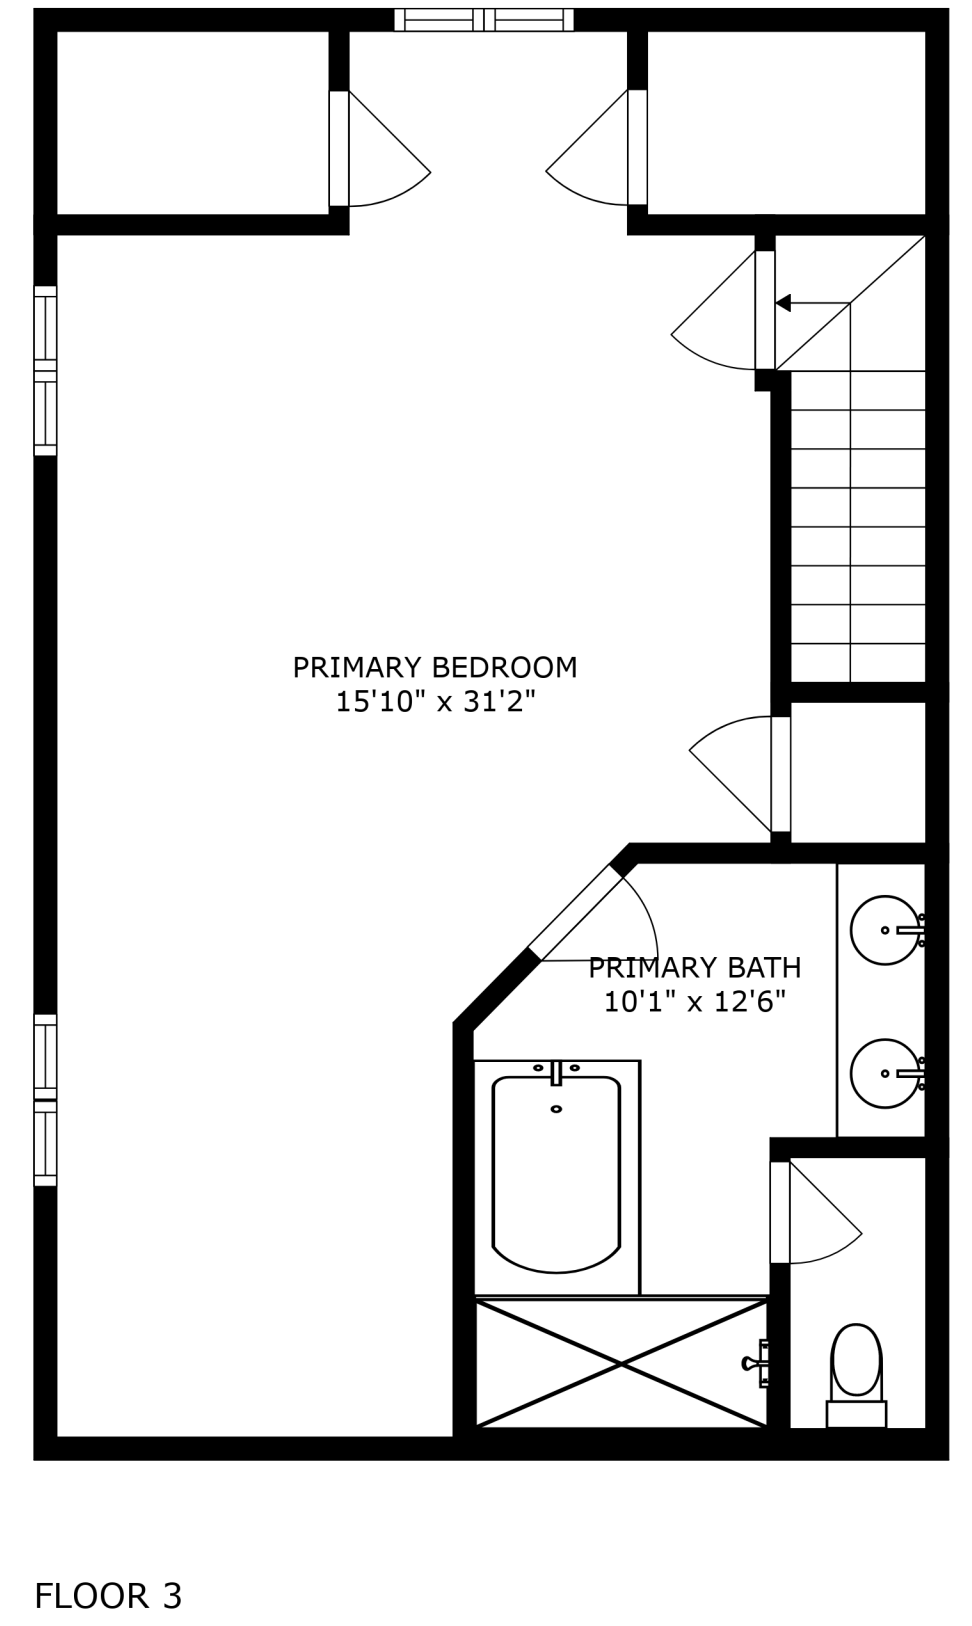 PRIMARY BEDROOM
15'10" x 31'2"
PRIMARY BATH
10'1" x 12'6"
FLOOR 3